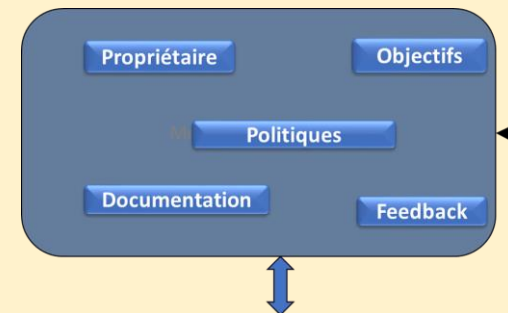 Propriétaire
Objectifs
Politiques
Documentation
Feedback